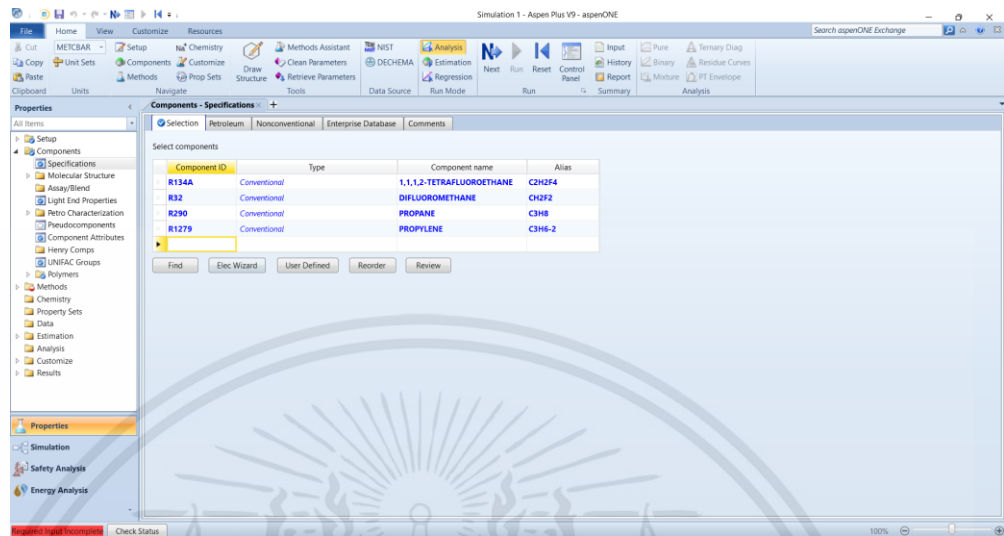 Simulation 1 - Aspen Plus V9 - aspenONE
File Home View Customize Resources Search aspenONE Exchange
Cut METCBAR Setup Chemistry Methods Assistant NIST Analysis Input Pure Ternary Diag
Copy Unit Sets Components Customize Draw Structure Clean Parameters DECHEMA Estimation Next Run Reset Control Panel History Binary Residue Curves
Paste Methods Prop Sets Retrieve Parameters Regression Report Mixture PT Envelope
Clipboard Units Navigate Tools Data Source Run Mode Run Summary Analysis
Properties
All Items
Setup
Components
Specifications
Molecular Structure
Assay/Blend
Light End Properties
Petro Characterization
Pseudocomponents
Component Attributes
Henry Comps
UNIFAC Groups
Polymers
Methods
Chemistry
Property Sets
Data
Estimation
Analysis
Customize
Results
Properties
Simulation
Safety Analysis
Energy Analysis
Components - Specifications × +
Selection Petroleum Nonconventional Enterprise Database Comments
Select components
Component ID Type Component name Alias
R134A Conventional 1,1,1,2-TETRAFLUOROETHANE C2H2F4
R32 Conventional DIFLUOROMETHANE CH2F2
R290 Conventional PROPANE C3H8
R1279 Conventional PROPYLENE C3H6-2
Find Elec Wizard User Defined Reorder Review
Required Input Incomplete Check Status 100%